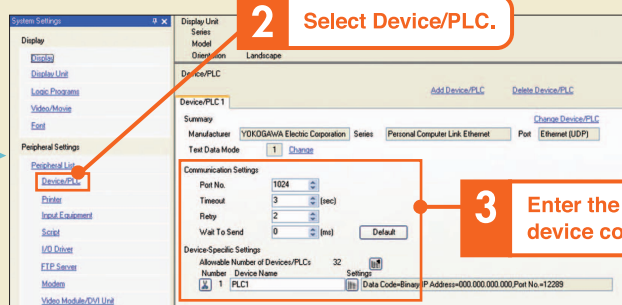 System Settings
Display
Display
Display Unit
Logic Programs
Video/Movie
Font
Peripheral Settings
Peripheral List
Device/PLC
Printer
Input Equipment
Script
I/O Driver
FTP Server
Modem
Video Module/DVI Unit
2 Select Device/PLC.
Display Unit
Series
Model
Orientation Landscape
Device/PLC
Add Device/PLC Delete Device/PLC
Device/PLC 1
Summary Change Device/PLC
Manufacturer YOKOGAWA Electric Corporation Series Personal Computer Link Ethernet Port Ethernet (UDP)
Text Data Mode 1 Change
Communication Settings
Port No. 1024
Timeout 3 (sec)
Retry 2
Wait To Send 0 (ms) Default
Device-Specific Settings
Allowable Number of Devices/PLCs 32
Number Device Name Settings
1 PLC1 Data Code=Binary,IP Address=000.000.000.000,Port No.=12289
3 Enter the
device co